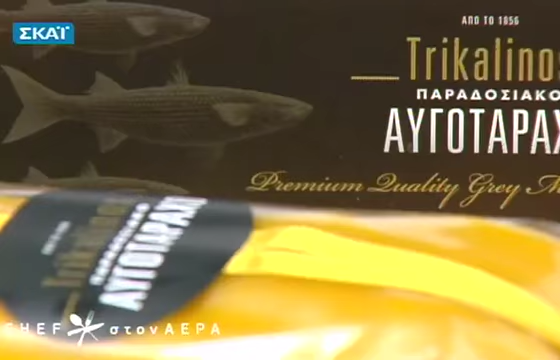 ΣΚΑΪ
ΑΠΟ ΤΟ 1856
Trikalinos
ΠΑΡΑΔΟΣΙΑΚΟ
ΑΥΓΟΤΑΡΑΧ
Premium Quality Grey M
Trikalinos
ΠΑΡΑΔΟΣΙΑΚΟ
ΑΥΓΟΤΑΡΑΧΟ
CHEF στον ΑΕΡΑ